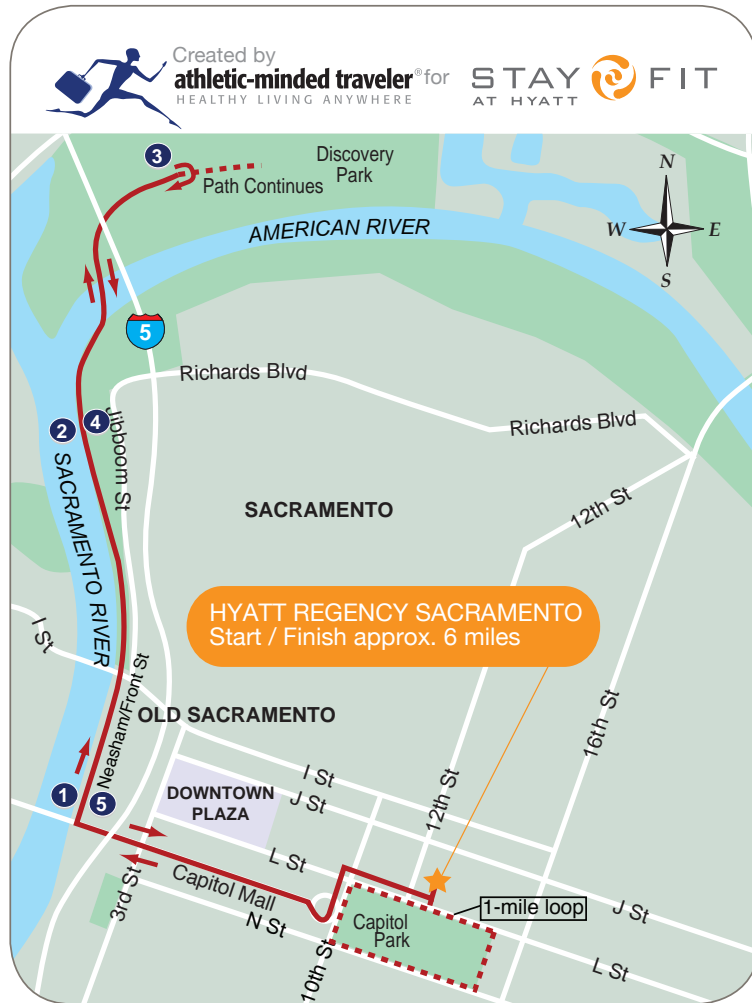 Created by
athletic-minded traveler® for
HEALTHY LIVING ANYWHERE
STAY FIT
AT HYATT
3
Discovery
Park
Path Continues
N
W
E
S
AMERICAN RIVER
5
Richards Blvd
Richards Blvd
2
4
Jibboom St
SACRAMENTO RIVER
SACRAMENTO
12th St
HYATT REGENCY SACRAMENTO
Start / Finish approx. 6 miles
I St
Neasham/Front St
OLD SACRAMENTO
16th St
12th St
I St
J St
1
5
DOWNTOWN
PLAZA
L St
3rd St
Capitol Mall
N St
10th St
Capitol
Park
1-mile loop
J St
L St